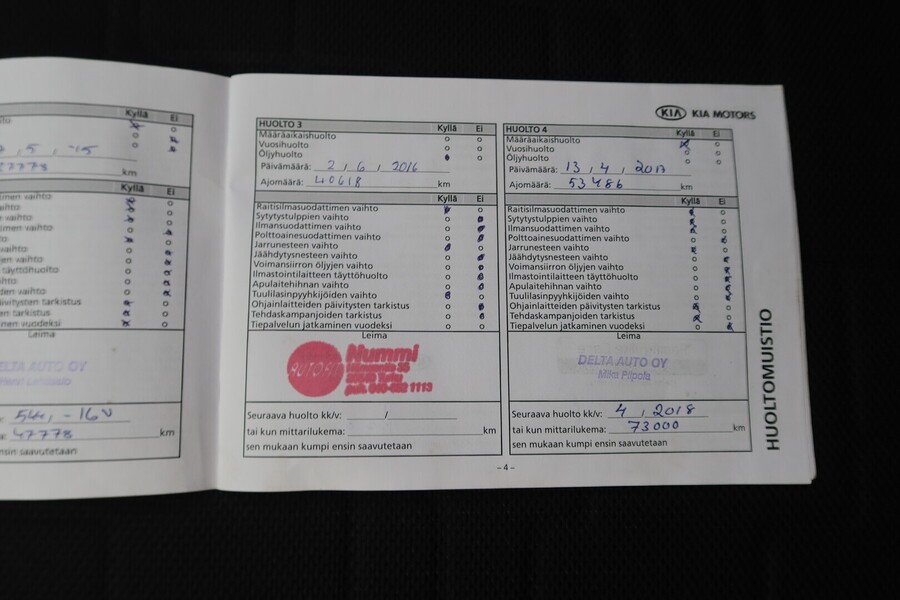 Kyllä Ei
47778
km
Kyllä Ei
vaihto
täyttöhuolto
DELTA AUTO OY
47778 km
HUOLTO 3 Kyllä Ei
Määräaikaishuolto
Vuosihuolto
Öljyhuolto
Päivämäärä: 2 , 6 , 2016
Ajomäärä: 40618 km
Kyllä Ei
Raitisilmasuodattimen vaihto
Sytytystulppien vaihto
Ilmansuodattimen vaihto
Polttoainesuodattimen vaihto
Jarrunesteen vaihto
Jäähdytysnesteen vaihto
Voimansiirron öljyjen vaihto
Ilmastointilaitteen täyttöhuolto
Apulaitehihnan vaihto
Tuulilasinpyyhkijöiden vaihto
Ohjainlaitteiden päivitysten tarkistus
Tehdaskampanjoiden tarkistus
Tiepalvelun jatkaminen vuodeksi
Leima
Nummi
Seuraava huolto kk/v: /
tai kun mittarilukema: km
sen mukaan kumpi ensin saavutetaan
– 4 –
KIA KIA MOTORS
HUOLTO 4 Kyllä Ei
Määräaikaishuolto
Vuosihuolto
Öljyhuolto
Päivämäärä: 13 , 4 , 2017
Ajomäärä: 53486 km
Kyllä Ei
Raitisilmasuodattimen vaihto
Sytytystulppien vaihto
Ilmansuodattimen vaihto
Polttoainesuodattimen vaihto
Jarrunesteen vaihto
Jäähdytysnesteen vaihto
Voimansiirron öljyjen vaihto
Ilmastointilaitteen täyttöhuolto
Apulaitehihnan vaihto
Tuulilasinpyyhkijöiden vaihto
Ohjainlaitteiden päivitysten tarkistus
Tehdaskampanjoiden tarkistus
Tiepalvelun jatkaminen vuodeksi
Leima
DELTA AUTO OY
Seuraava huolto kk/v: 4 , 2018
tai kun mittarilukema: 73000 km
sen mukaan kumpi ensin saavutetaan
HUOLTOMUISTIO